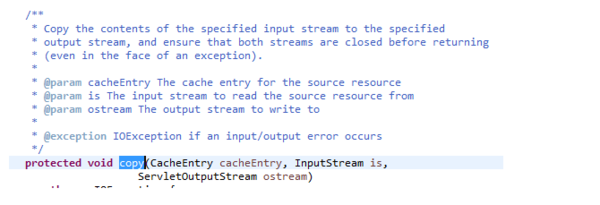 /**
* Copy the contents of the specified input stream to the specified
* output stream, and ensure that both streams are closed before returning
* (even in the face of an exception).
*
* @param cacheEntry The cache entry for the source resource
* @param is The input stream to read the source resource from
* @param ostream The output stream to write to
*
* @exception IOException if an input/output error occurs
*/
protected void copy(CacheEntry cacheEntry, InputStream is,
ServletOutputStream ostream)